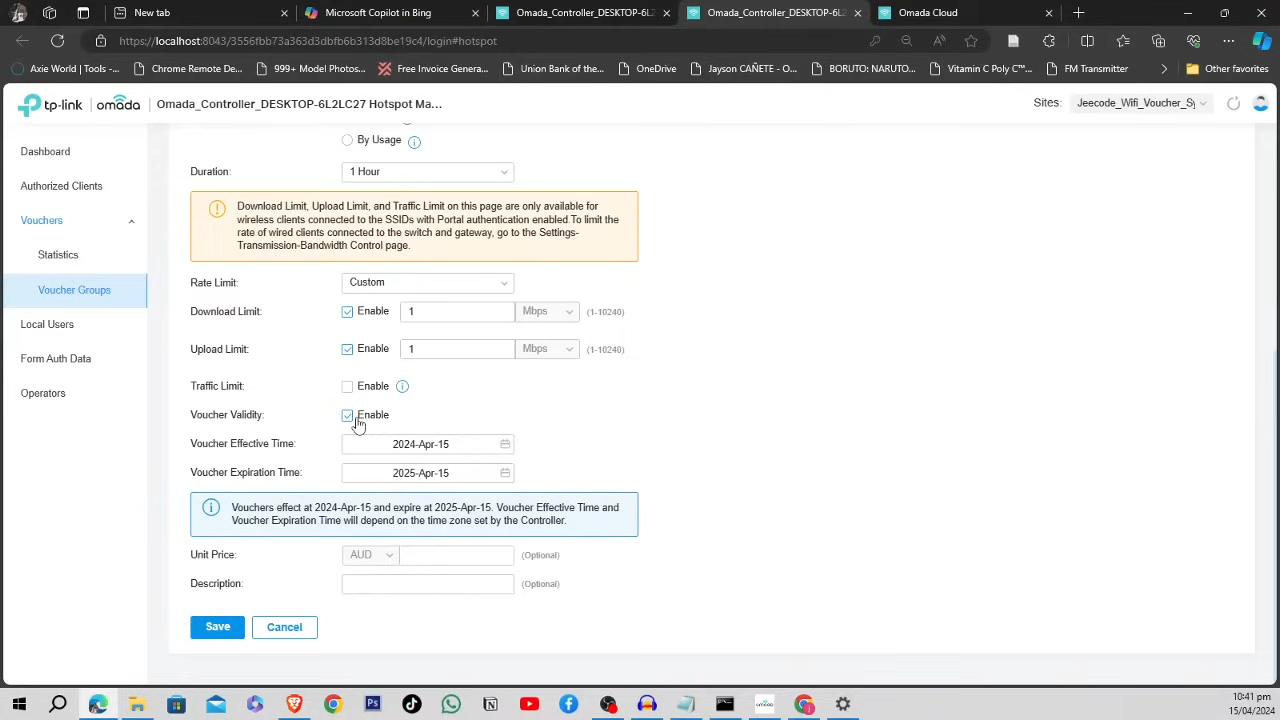 New tab
Microsoft Copilot in Bing
Omada_Controller_DESKTOP-6L2LC27
Omada_Controller_DESKTOP-6L2
Omada Cloud
https://localhost:8043/3556fbb73a363d3dbfb6b313d8be19c4/login#hotspot
Axie World | Tools -...
Chrome Remote De...
999+ Model Photos...
Free Invoice Genera...
Union Bank of the...
OneDrive
Jayson CAÑETE - O...
BORUTO: NARUTO...
Vitamin C Poly C™...
FM Transmitter
Other favorites
tp-link | omada | Omada_Controller_DESKTOP-6L2LC27 Hotspot Ma...
Sites: Jeecode_Wifi_Voucher_Sy
Dashboard
Authorized Clients
Vouchers
Statistics
Voucher Groups
Local Users
Form Auth Data
Operators
By Usage
Duration: 1 Hour
Download Limit, Upload Limit, and Traffic Limit on this page are only available for
wireless clients connected to the SSIDs with Portal authentication enabled.To limit the
rate of wired clients connected to the switch and gateway, go to the Settings-
Transmission-Bandwidth Control page.
Rate Limit: Custom
Download Limit: Enable 1 Mbps (1-10240)
Upload Limit: Enable 1 Mbps (1-10240)
Traffic Limit: Enable
Voucher Validity: Enable
Voucher Effective Time: 2024-Apr-15
Voucher Expiration Time: 2025-Apr-15
Vouchers effect at 2024-Apr-15 and expire at 2025-Apr-15. Voucher Effective Time and
Voucher Expiration Time will depend on the time zone set by the Controller.
Unit Price: AUD (Optional)
Description: (Optional)
Save
Cancel
10:41 pm
15/04/2024